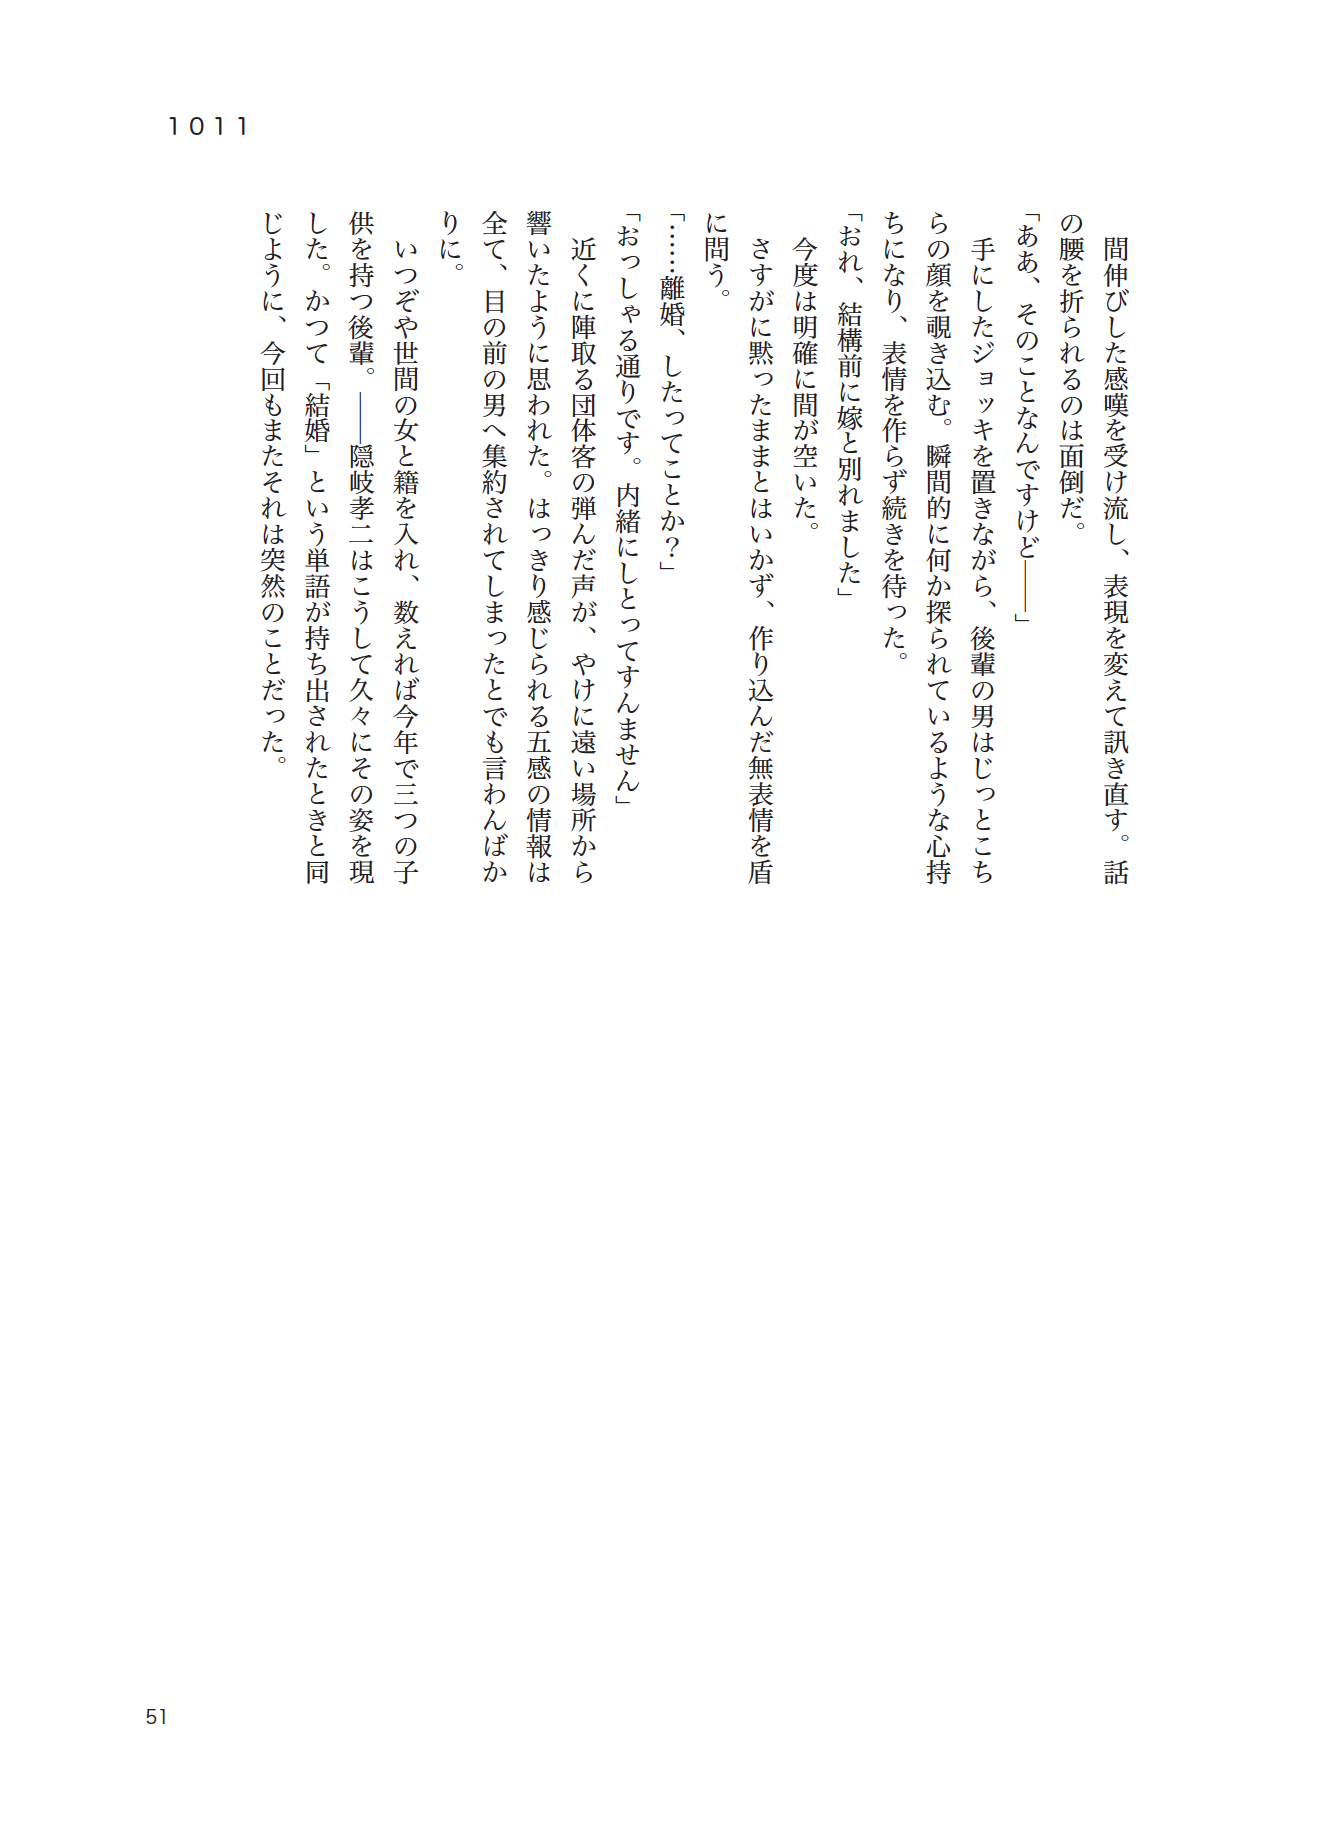 1011
　間伸びした感嘆を受け流し、表現を変えて訊き直す。話
の腰を折られるのは面倒だ。
「ああ、そのことなんですけど――」
　手にしたジョッキを置きながら、後輩の男はじっとこち
らの顔を覗き込む。瞬間的に何か探られているような心持
ちになり、表情を作らず続きを待った。
「おれ、結構前に嫁と別れました」
　今度は明確に間が空いた。
　さすがに黙ったままとはいかず、作り込んだ無表情を盾
に問う。
「……離婚、したってことか？」
「おっしゃる通りです。内緒にしとってすんません」
　近くに陣取る団体客の弾んだ声が、やけに遠い場所から
響いたように思われた。はっきり感じられる五感の情報は
全て、目の前の男へ集約されてしまったとでも言わんばか
りに。
　いつぞや世間の女と籍を入れ、数えれば今年で三つの子
供を持つ後輩。――隠岐孝二はこうして久々にその姿を現
した。かつて「結婚」という単語が持ち出されたときと同
じように、今回もまたそれは突然のことだった。
51